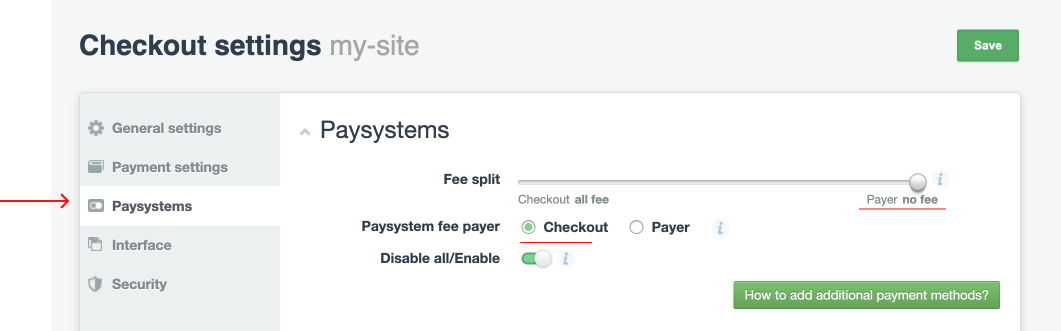 Checkout settings my-site
Save
General settings
Payment settings
Paysystems
Interface
Security
Paysystems
Fee split
i
Checkout all fee
Payer no fee
Paysystem fee payer
Checkout
Payer
i
Disable all/Enable
i
How to add additional payment methods?